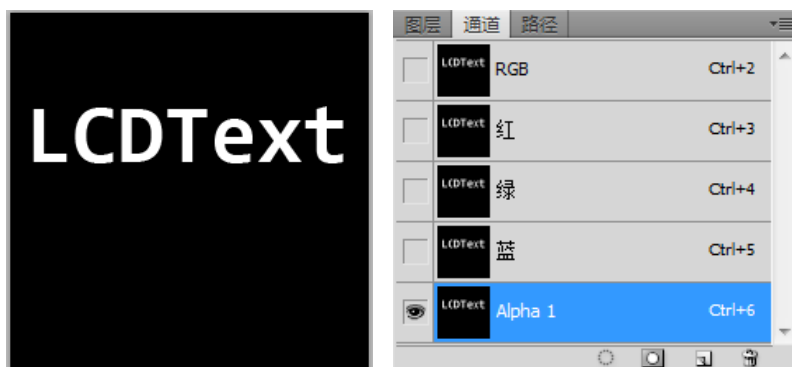 LCDText
图层 通道 路径
LCDText RGB Ctrl+2
LCDText 红 Ctrl+3
LCDText 绿 Ctrl+4
LCDText 蓝 Ctrl+5
LCDText Alpha 1 Ctrl+6